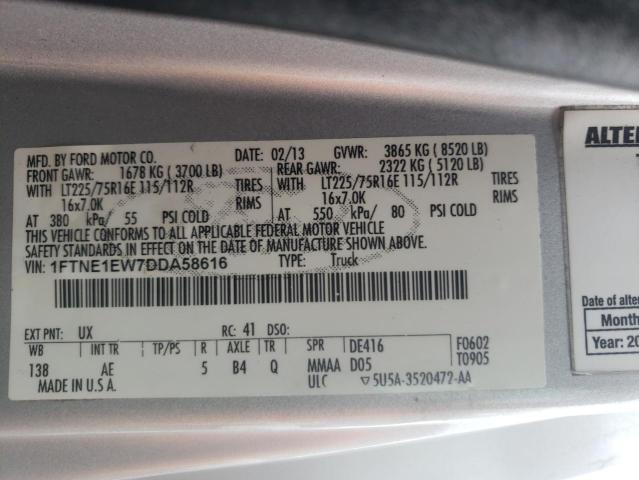 MFD. BY FORD MOTOR CO. DATE: 02/13 GVWR: 3865 KG ( 8520 LB)
FRONT GAWR: 1678 KG ( 3700 LB) REAR GAWR: 2322 KG ( 5120 LB)
WITH LT225/75R16E 115/112R TIRES WITH LT225/75R16E 115/112R TIRES
16x7.0K RIMS 16x7.0K RIMS
AT 380 kPa/ 55 PSI COLD AT 550 kPa/ 80 PSI COLD
THIS VEHICLE CONFORMS TO ALL APPLICABLE FEDERAL MOTOR VEHICLE
SAFETY STANDARDS IN EFFECT ON THE DATE OF MANUFACTURE SHOWN ABOVE.
VIN: 1FTNE1EW7DDA58616 TYPE: Truck
EXT PNT: UX RC: 41 DSO:
WB INT TR TP/PS R AXLE TR SPR DE416 F0602
138 AE 5 B4 Q MMAA D05 T0905
MADE IN U.S.A. ULC ▽5U5A-3520472-AA
ALTER
Date of alter
Month
Year: 20